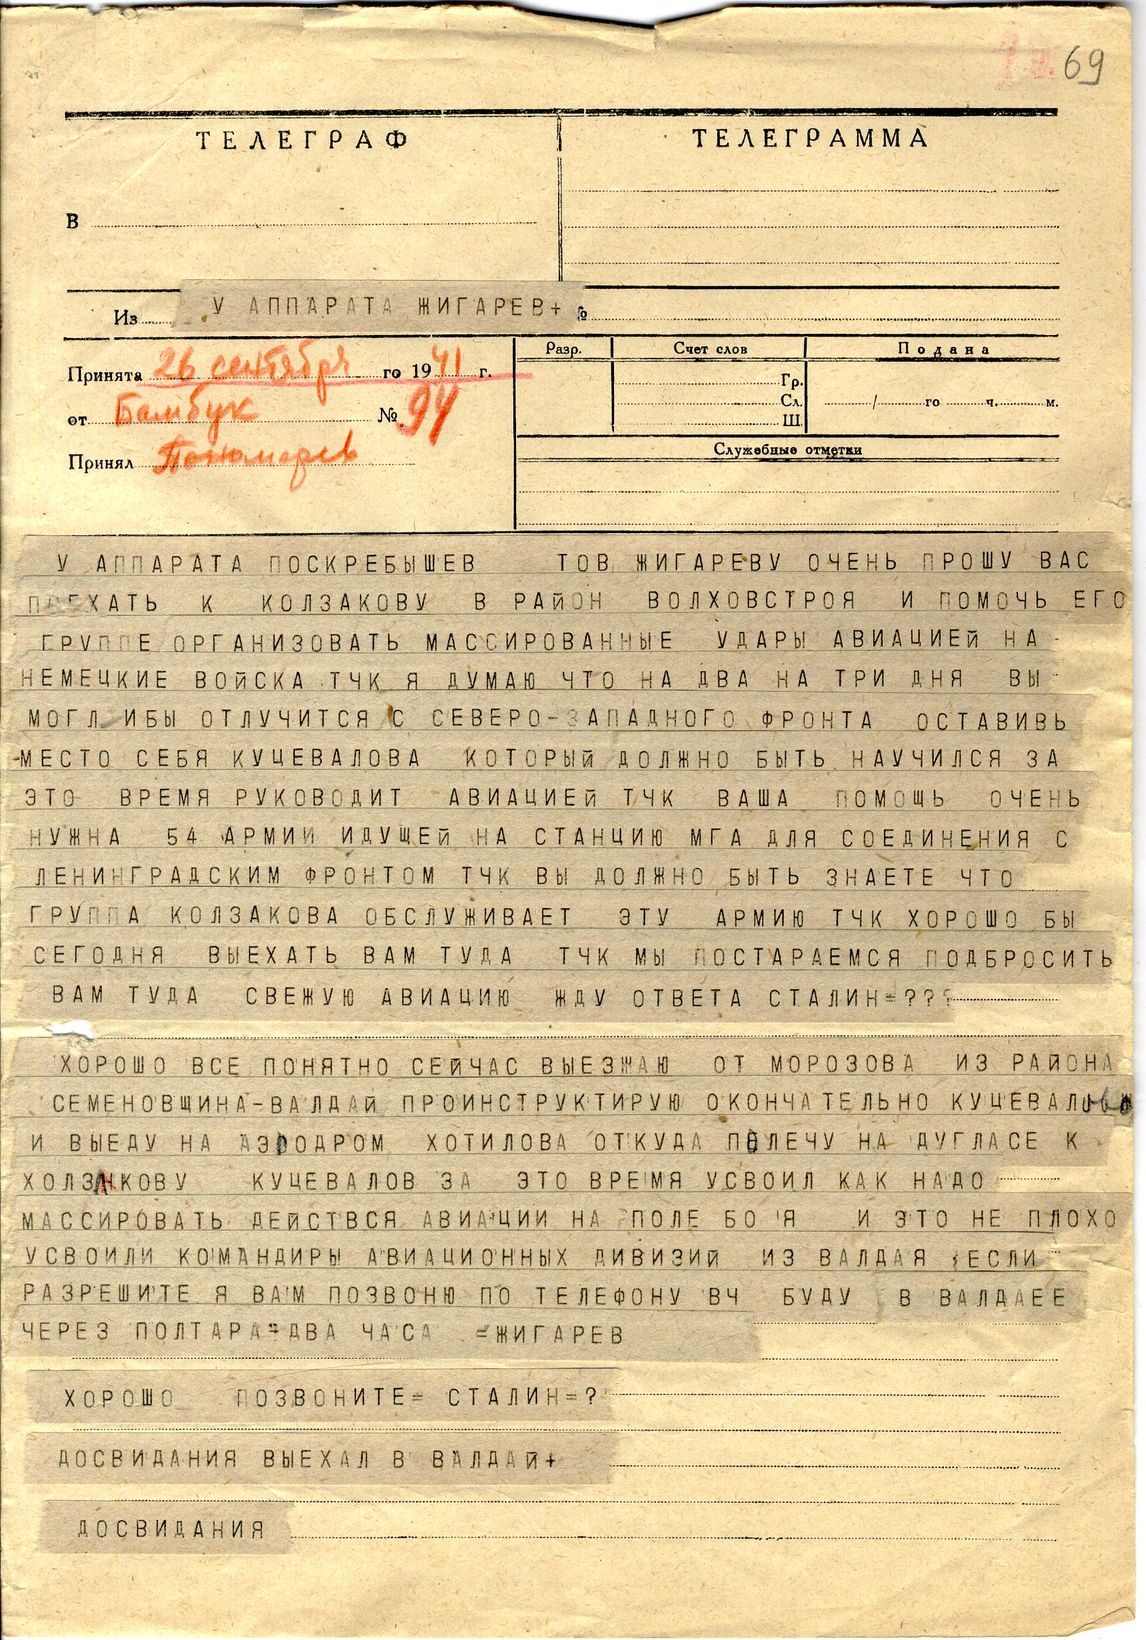 69
ТЕЛЕГРАФ
ТЕЛЕГРАММА
В
Из У АППАРАТА ЖИГАРЕВ+ №
Принята 26 сентября го 1941 г.
от Бамбук № 94
Принял Пономарев
Разр. Счет слов Подана
Гр.
Сл. / го ч. м.
Ш.
Служебные отметки
У АППАРАТА ПОСКРЕБЫШЕВ ТОВ ЖИГАРЕВУ ОЧЕНЬ ПРОШУ ВАС
ПОЕХАТЬ К КОЛЗАКОВУ В РАЙОН ВОЛХОВСТРОЯ И ПОМОЧЬ ЕГО
ГРУППЕ ОРГАНИЗОВАТЬ МАССИРОВАННЫЕ УДАРЫ АВИАЦИЕЙ НА
НЕМЕЦКИЕ ВОЙСКА ТЧК Я ДУМАЮ ЧТО НА ДВА НА ТРИ ДНЯ ВЫ
МОГЛ ИБЫ ОТЛУЧИТСЯ С СЕВЕРО-ЗАПАДНОГО ФРОНТА ОСТАВИВЬ
МЕСТО СЕБЯ КУЦЕВАЛОВА КОТОРЫЙ ДОЛЖНО БЫТЬ НАУЧИЛСЯ ЗА
ЭТО ВРЕМЯ РУКОВОДИТ АВИАЦИЕЙ ТЧК ВАША ПОМОЩЬ ОЧЕНЬ
НУЖНА 54 АРМИИ ИДУЩЕЙ НА СТАНЦИЮ МГА ДЛЯ СОЕДИНЕНИЯ С
ЛЕНИНГРАДСКИМ ФРОНТОМ ТЧК ВЫ ДОЛЖНО БЫТЬ ЗНАЕТЕ ЧТО
ГРУППА КОЛЗАКОВА ОБСЛУЖИВАЕТ ЭТУ АРМИЮ ТЧК ХОРОШО БЫ
СЕГОДНЯ ВЫЕХАТЬ ВАМ ТУДА ТЧК МЫ ПОСТАРАЕМСЯ ПОДБРОСИТЬ
ВАМ ТУДА СВЕЖУЮ АВИАЦИЮ ЖДУ ОТВЕТА СТАЛИН=???
ХОРОШО ВСЕ ПОНЯТНО СЕЙЧАС ВЫЕЗЖАЮ ОТ МОРОЗОВА ИЗ РАЙОНА
СЕМЕНОВЩИНА-ВАЛДАЙ ПРОИНСТРУКТИРУЮ ОКОНЧАТЕЛЬНО КУЦЕВАЛОВА
И ВЫЕДУ НА АЭРОДРОМ ХОТИЛОВА ОТКУДА ПОЛЕЧУ НА ДУГЛАСЕ К
ХОЛЗАКОВУ КУЦЕВАЛОВ ЗА ЭТО ВРЕМЯ УСВОИЛ КАК НАДО
МАССИРОВАТЬ ДЕЙСТВСЯ АВИАЦИИ НА ПОЛЕ БО Я И ЭТО НЕ ПЛОХО
УСВОИЛИ КОМАНДИРЫ АВИАЦИОННЫХ ДИВИЗИЙ ИЗ ВАЛДАЯ ЕСЛИ
РАЗРЕШИТЕ Я ВАМ ПОЗВОНЮ ПО ТЕЛЕФОНУ ВЧ БУДУ В ВАЛДАЕЕ
ЧЕРЕЗ ПОЛТАРА-ДВА ЧАСА =ЖИГАРЕВ
ХОРОШО ПОЗВОНИТЕ= СТАЛИН=?
ДОСВИДАНИЯ ВЫЕХАЛ В ВАЛДАЙ+
ДОСВИДАНИЯ